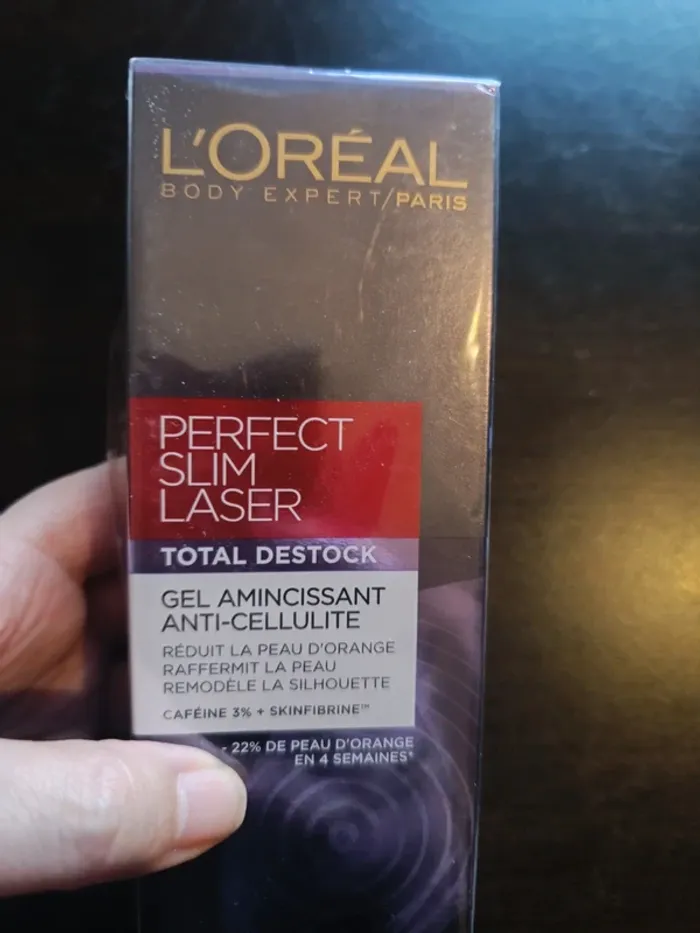 L'ORÉAL
BODY EXPERT/PARIS
PERFECT
SLIM
LASER
TOTAL DESTOCK
GEL AMINCISSANT
ANTI-CELLULITE
RÉDUIT LA PEAU D'ORANGE
RAFFERMIT LA PEAU
REMODÈLE LA SILHOUETTE
CAFÉINE 3% + SKINFIBRINE™
- 22% DE PEAU D'ORANGE
EN 4 SEMAINES*